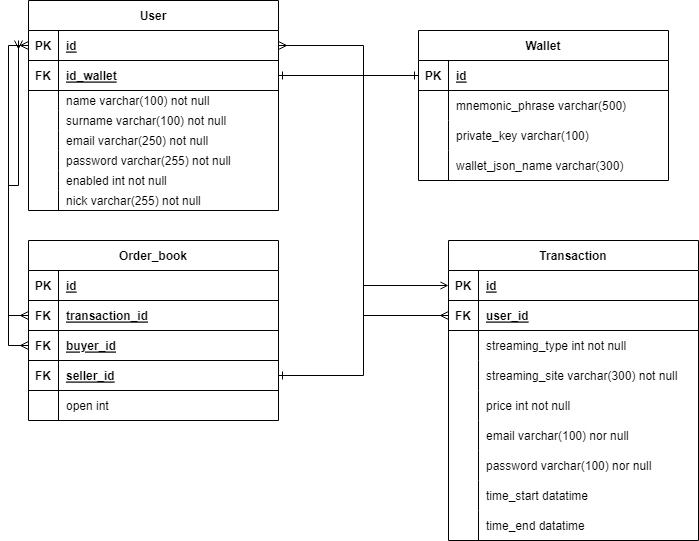 User
PK id
FK id_wallet
name varchar(100) not null
surname varchar(100) not null
email varchar(250) not null
password varchar(255) not null
enabled int not null
nick varchar(255) not null
Wallet
PK id
mnemonic_phrase varchar(500)
private_key varchar(100)
wallet_json_name varchar(300)
Order_book
PK id
FK transaction_id
FK buyer_id
FK seller_id
open int
Transaction
PK id
FK user_id
streaming_type int not null
streaming_site varchar(300) not null
price int not null
email varchar(100) nor null
password varchar(100) nor null
time_start datatime
time_end datatime